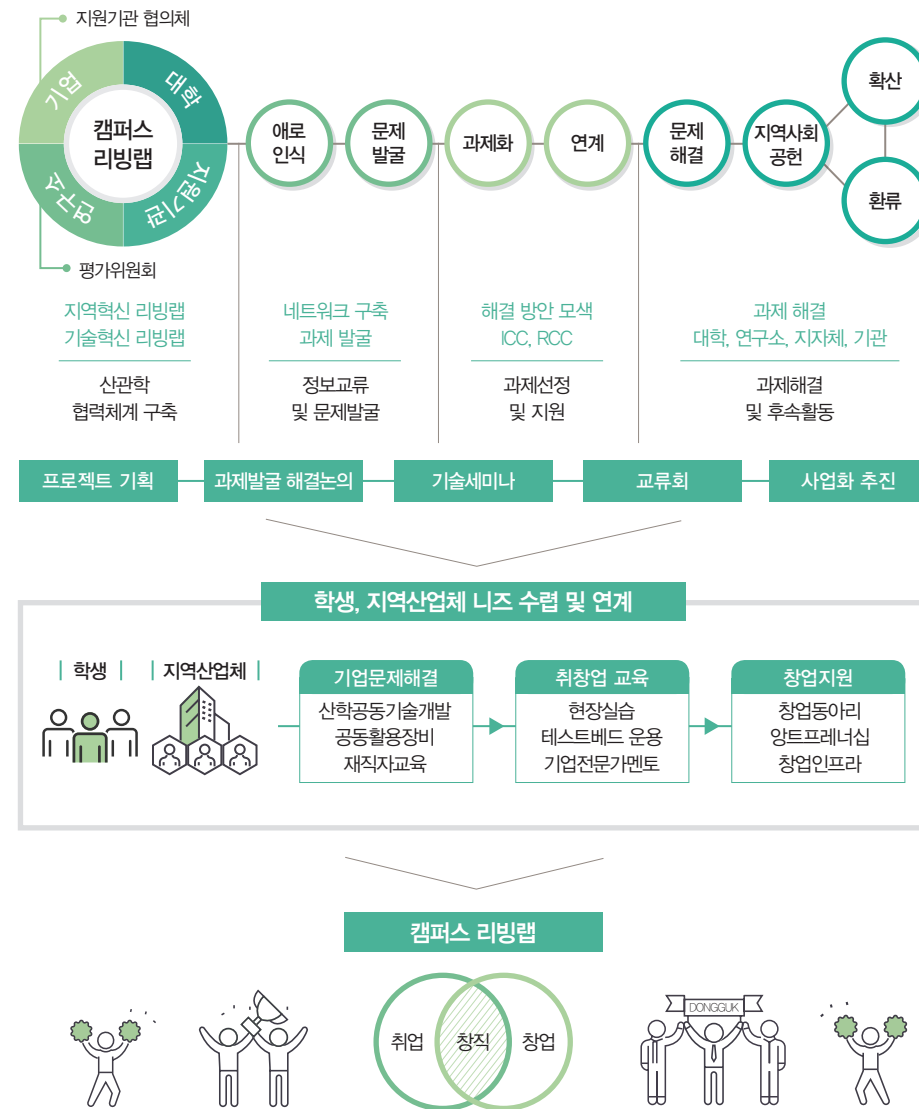 지원기관 협의체
기업
대학
연구소
지원기관
캠퍼스
리빙랩
평가위원회
애로
인식
문제
발굴
과제화
연계
문제
해결
지역사회
공헌
확산
환류
지역혁신 리빙랩
기술혁신 리빙랩
산관학
협력체계 구축
네트워크 구축
과제 발굴
정보교류
및 문제발굴
해결 방안 모색
ICC, RCC
과제선정
및 지원
과제 해결
대학, 연구소, 지자체, 기관
과제해결
및 후속활동
프로젝트 기획
과제발굴 해결논의
기술세미나
교류회
사업화 추진
학생, 지역산업체 니즈 수렴 및 연계
학생
지역산업체
기업문제해결
산학공동기술개발
공동활용장비
재직자교육
취창업 교육
현장실습
테스트베드 운용
기업전문가멘토
창업지원
창업동아리
앙트프레너십
창업인프라
캠퍼스 리빙랩
취업
창직
창업
DONGGUK